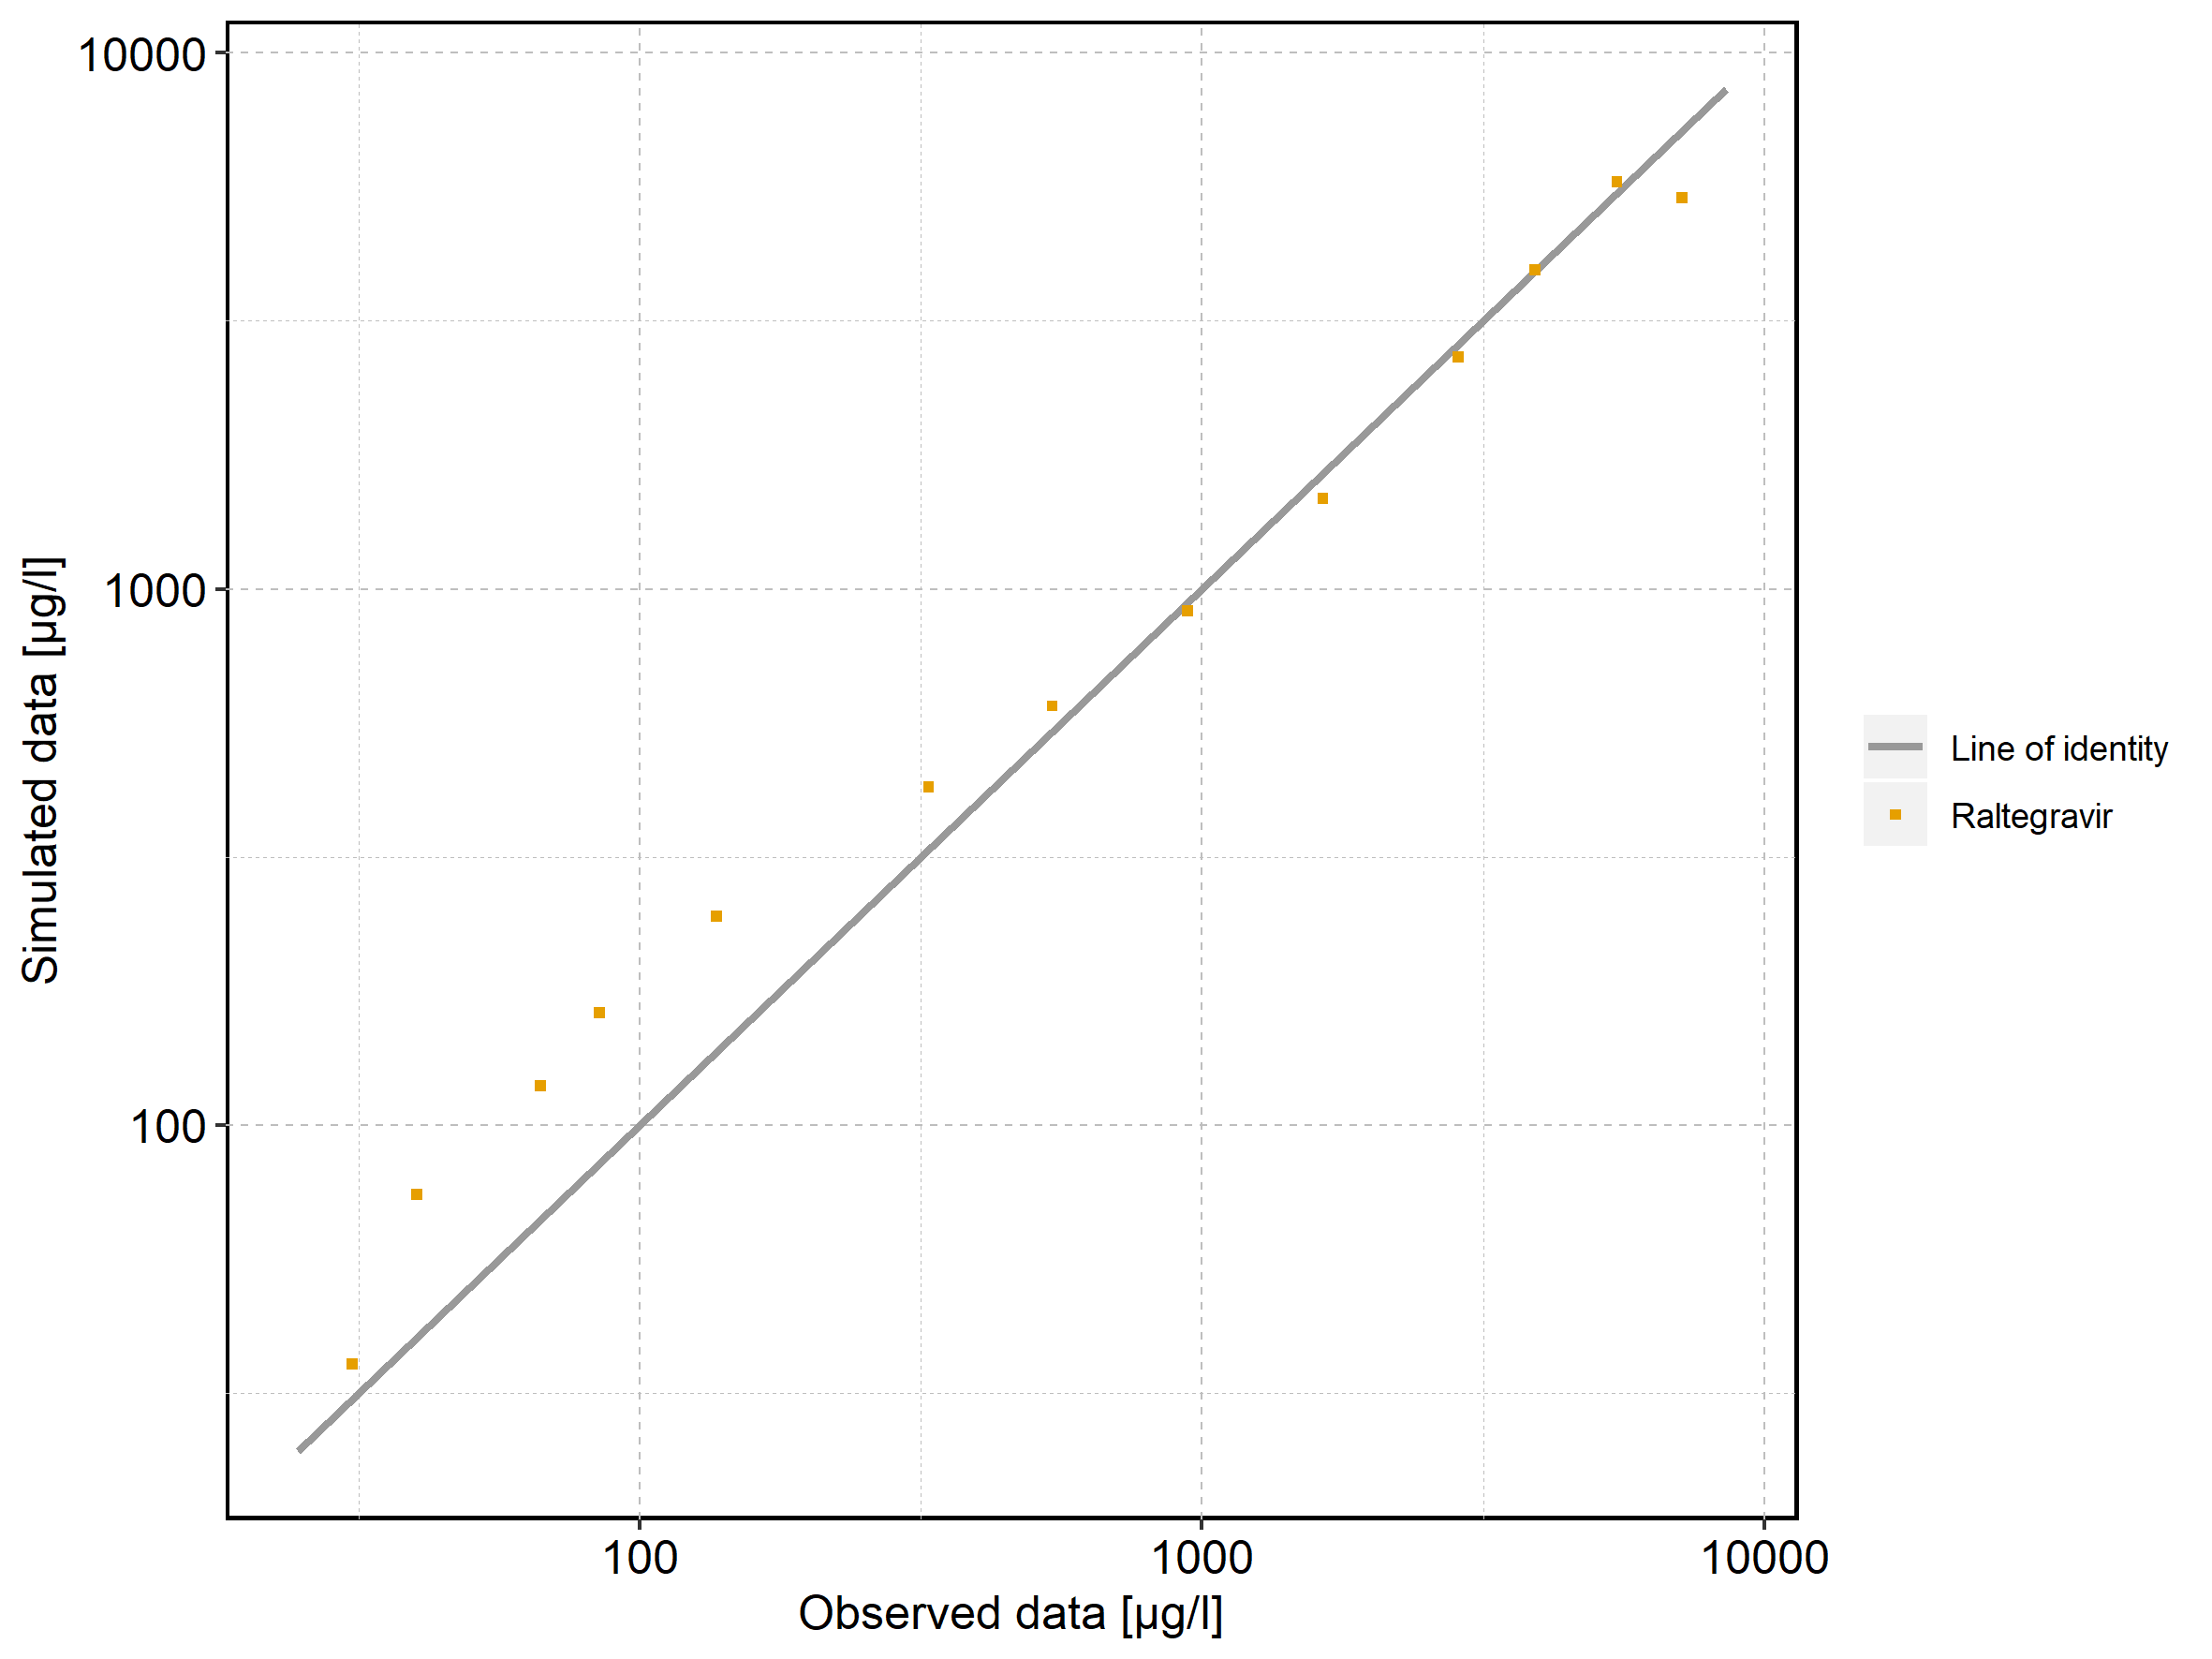 10000
1000
100
Simulated data [µg/l]
100
1000
10000
Observed data [µg/l]
Line of identity
Raltegravir